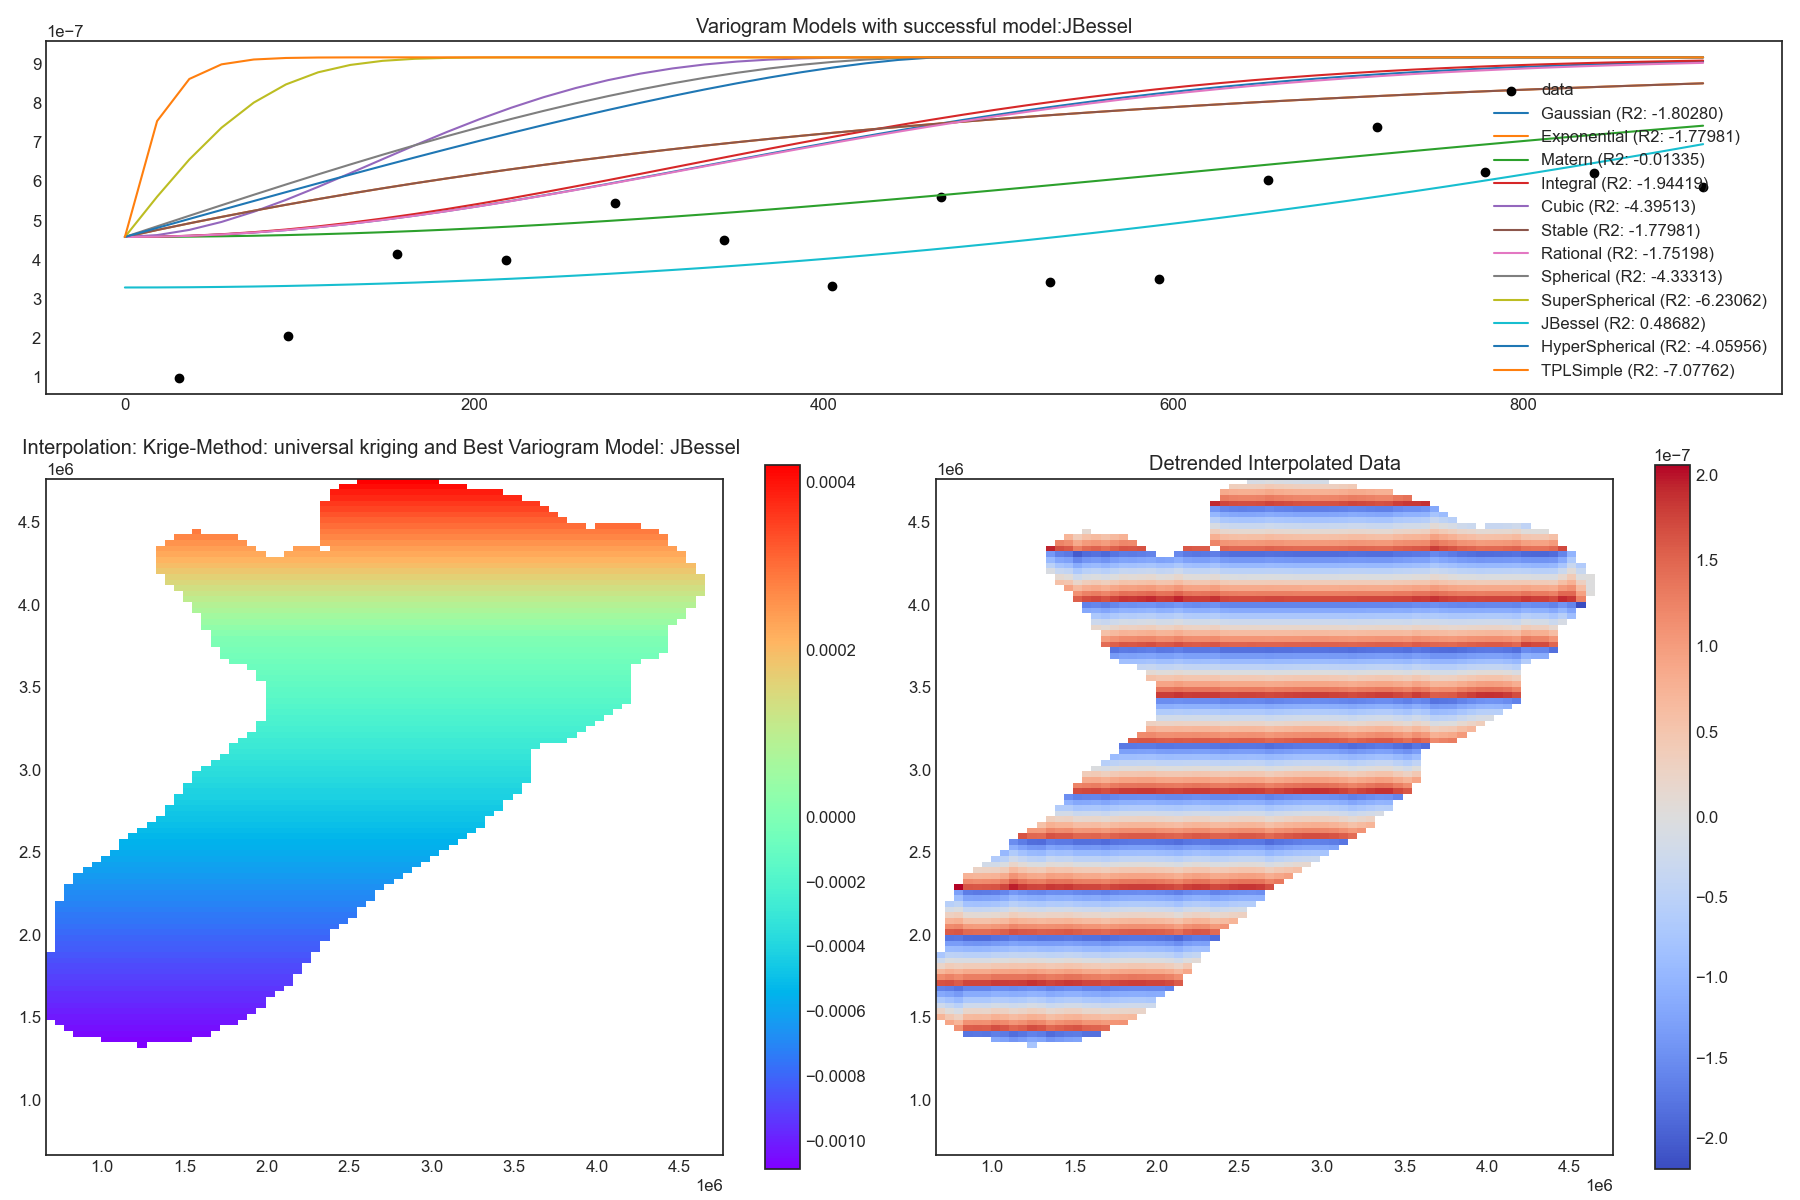 Variogram Models with successful model:JBessel
1e−7
9
8
7
6
5
4
3
2
1
0
200
400
600
800
data
Gaussian (R2: -1.80280)
Exponential (R2: -1.77981)
Matern (R2: -0.01335)
Integral (R2: -1.94419)
Cubic (R2: -4.39513)
Stable (R2: -1.77981)
Rational (R2: -1.75198)
Spherical (R2: -4.33313)
SuperSpherical (R2: -6.23062)
JBessel (R2: 0.48682)
HyperSpherical (R2: -4.05956)
TPLSimple (R2: -7.07762)
Interpolation: Krige-Method: universal kriging and Best Variogram Model: JBessel
1e6
4.5
4.0
3.5
3.0
2.5
2.0
1.5
1.0
1.0
1.5
2.0
2.5
3.0
3.5
4.0
4.5
1e6
0.0004
0.0002
0.0000
−0.0002
−0.0004
−0.0006
−0.0008
−0.0010
Detrended Interpolated Data
1e6
4.5
4.0
3.5
3.0
2.5
2.0
1.5
1.0
1.0
1.5
2.0
2.5
3.0
3.5
4.0
4.5
1e6
1e−7
2.0
1.5
1.0
0.5
0.0
−0.5
−1.0
−1.5
−2.0